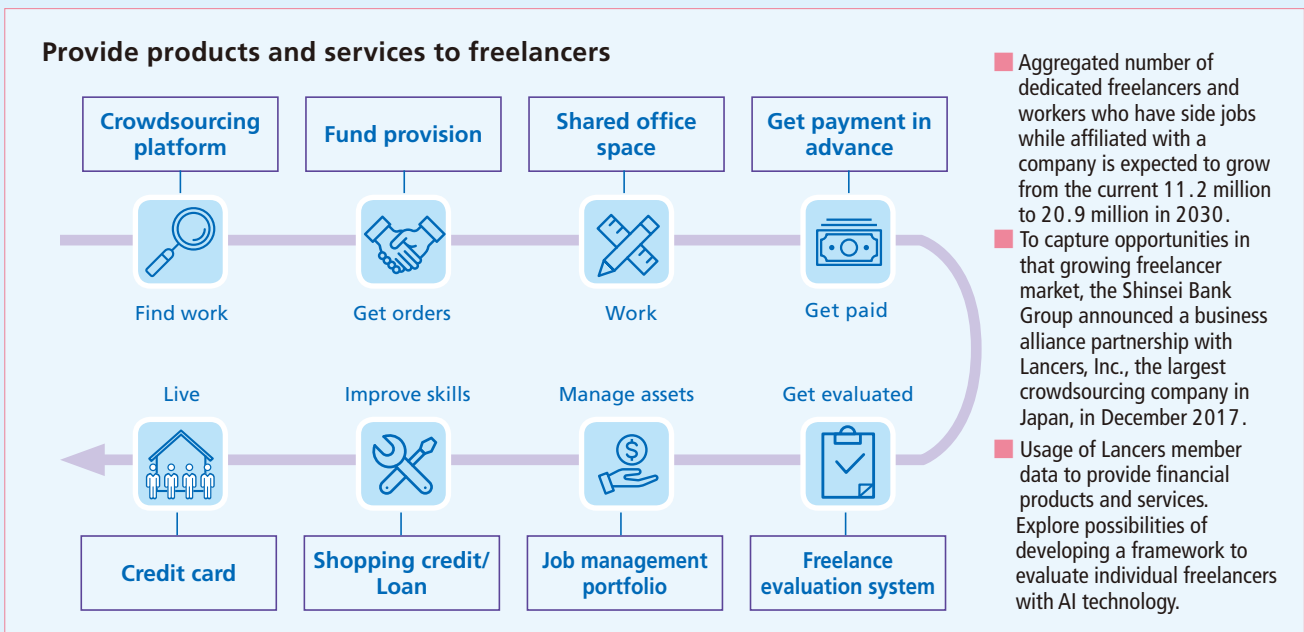 Provide products and services to freelancers
Crowdsourcing
platform
Fund provision
Shared office
space
Get payment in
advance
Find work
Get orders
Work
Get paid
Live
Improve skills
Manage assets
Get evaluated
Credit card
Shopping credit/
Loan
Job management
portfolio
Freelance
evaluation system
Aggregated number of
dedicated freelancers and
workers who have side jobs
while affiliated with a
company is expected to grow
from the current 11.2 million
to 20.9 million in 2030.
To capture opportunities in
that growing freelancer
market, the Shinsei Bank
Group announced a business
alliance partnership with
Lancers, Inc., the largest
crowdsourcing company in
Japan, in December 2017.
Usage of Lancers member
data to provide financial
products and services.
Explore possibilities of
developing a framework to
evaluate individual freelancers
with AI technology.